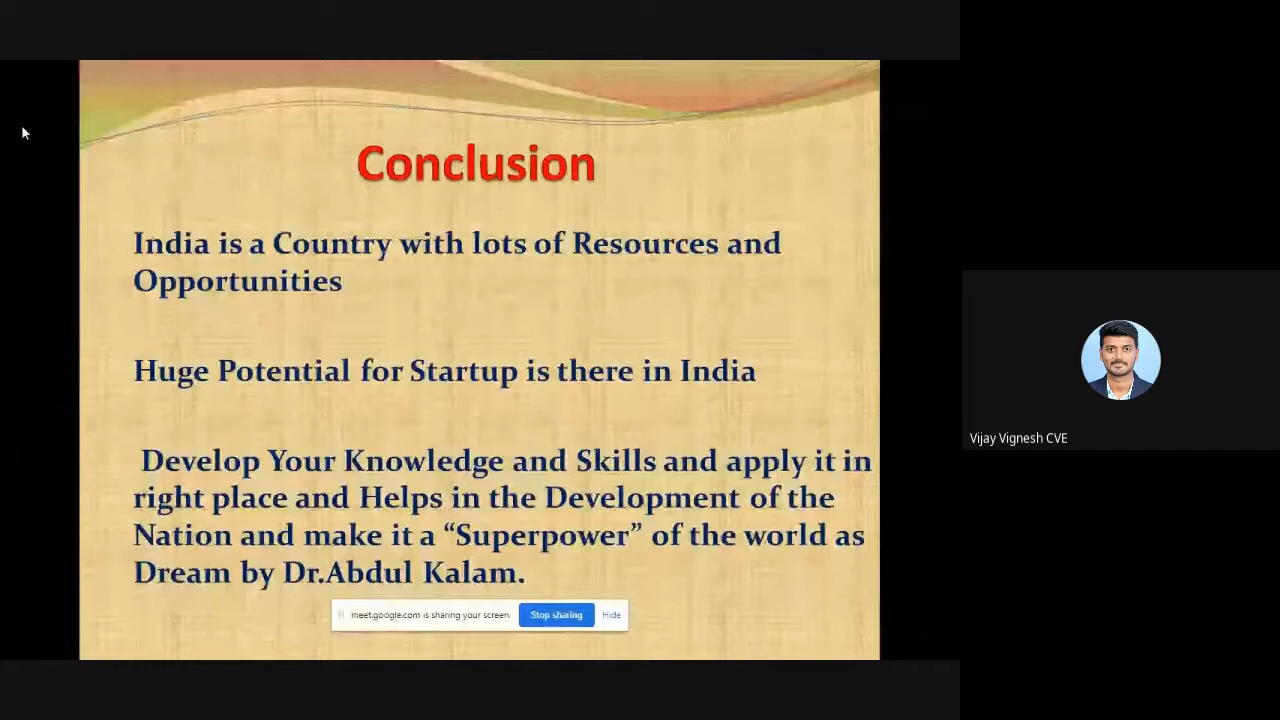 Conclusion
India is a Country with lots of Resources and
Opportunities
Huge Potential for Startup is there in India
Develop Your Knowledge and Skills and apply it in
right place and Helps in the Development of the
Nation and make it a “Superpower” of the world as
Dream by Dr.Abdul Kalam.
meet.google.com is sharing your screen Stop sharing Hide
Vijay Vignesh CVE